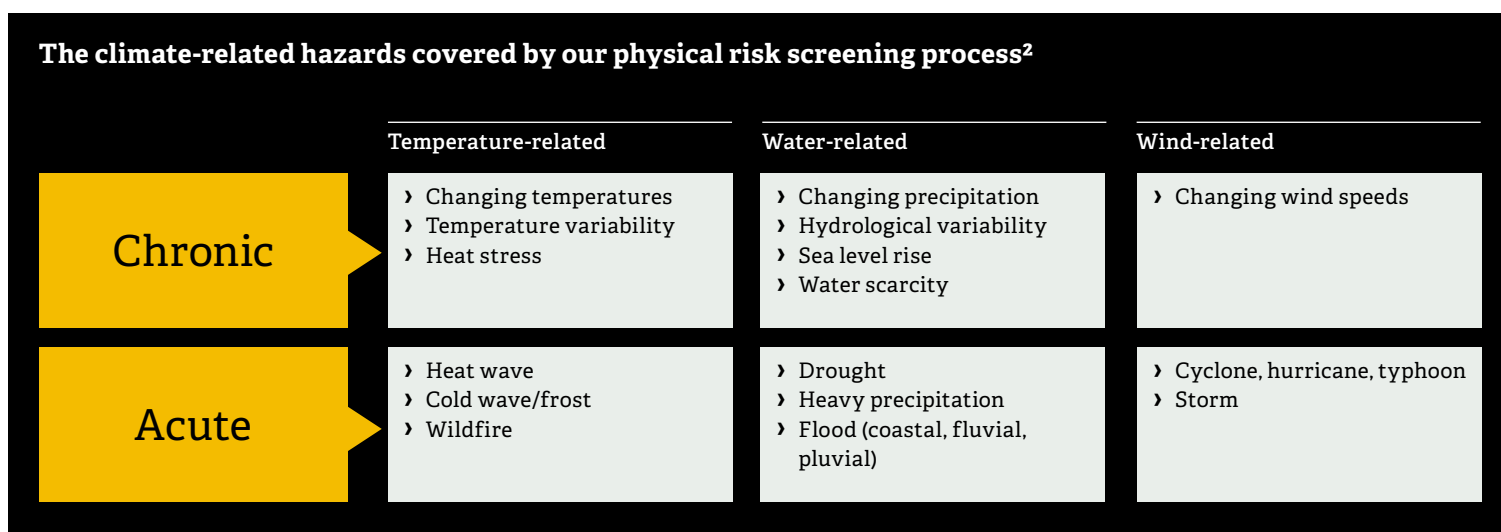 The climate-related hazards covered by our physical risk screening process²
Temperature-related
Water-related
Wind-related
Chronic
› Changing temperatures
› Temperature variability
› Heat stress
› Changing precipitation
› Hydrological variability
› Sea level rise
› Water scarcity
› Changing wind speeds
Acute
› Heat wave
› Cold wave/frost
› Wildfire
› Drought
› Heavy precipitation
› Flood (coastal, fluvial,
pluvial)
› Cyclone, hurricane, typhoon
› Storm